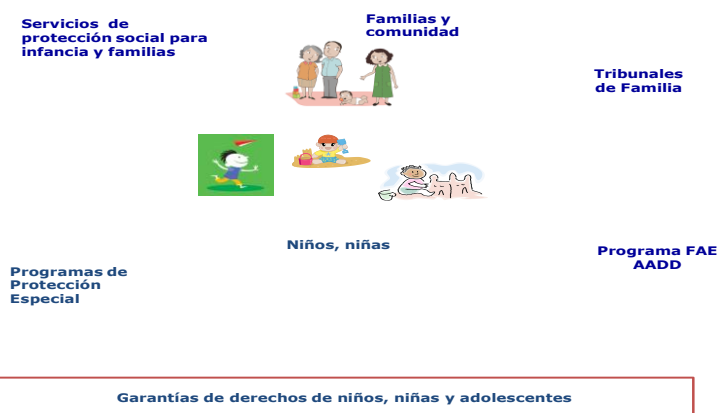 Servicios de
protección social para
infancia y familias
Familias y
comunidad
Tribunales
de Familia
Niños, niñas
Programa FAE
AADD
Programas de
Protección
Especial
Garantías de derechos de niños, niñas y adolescentes